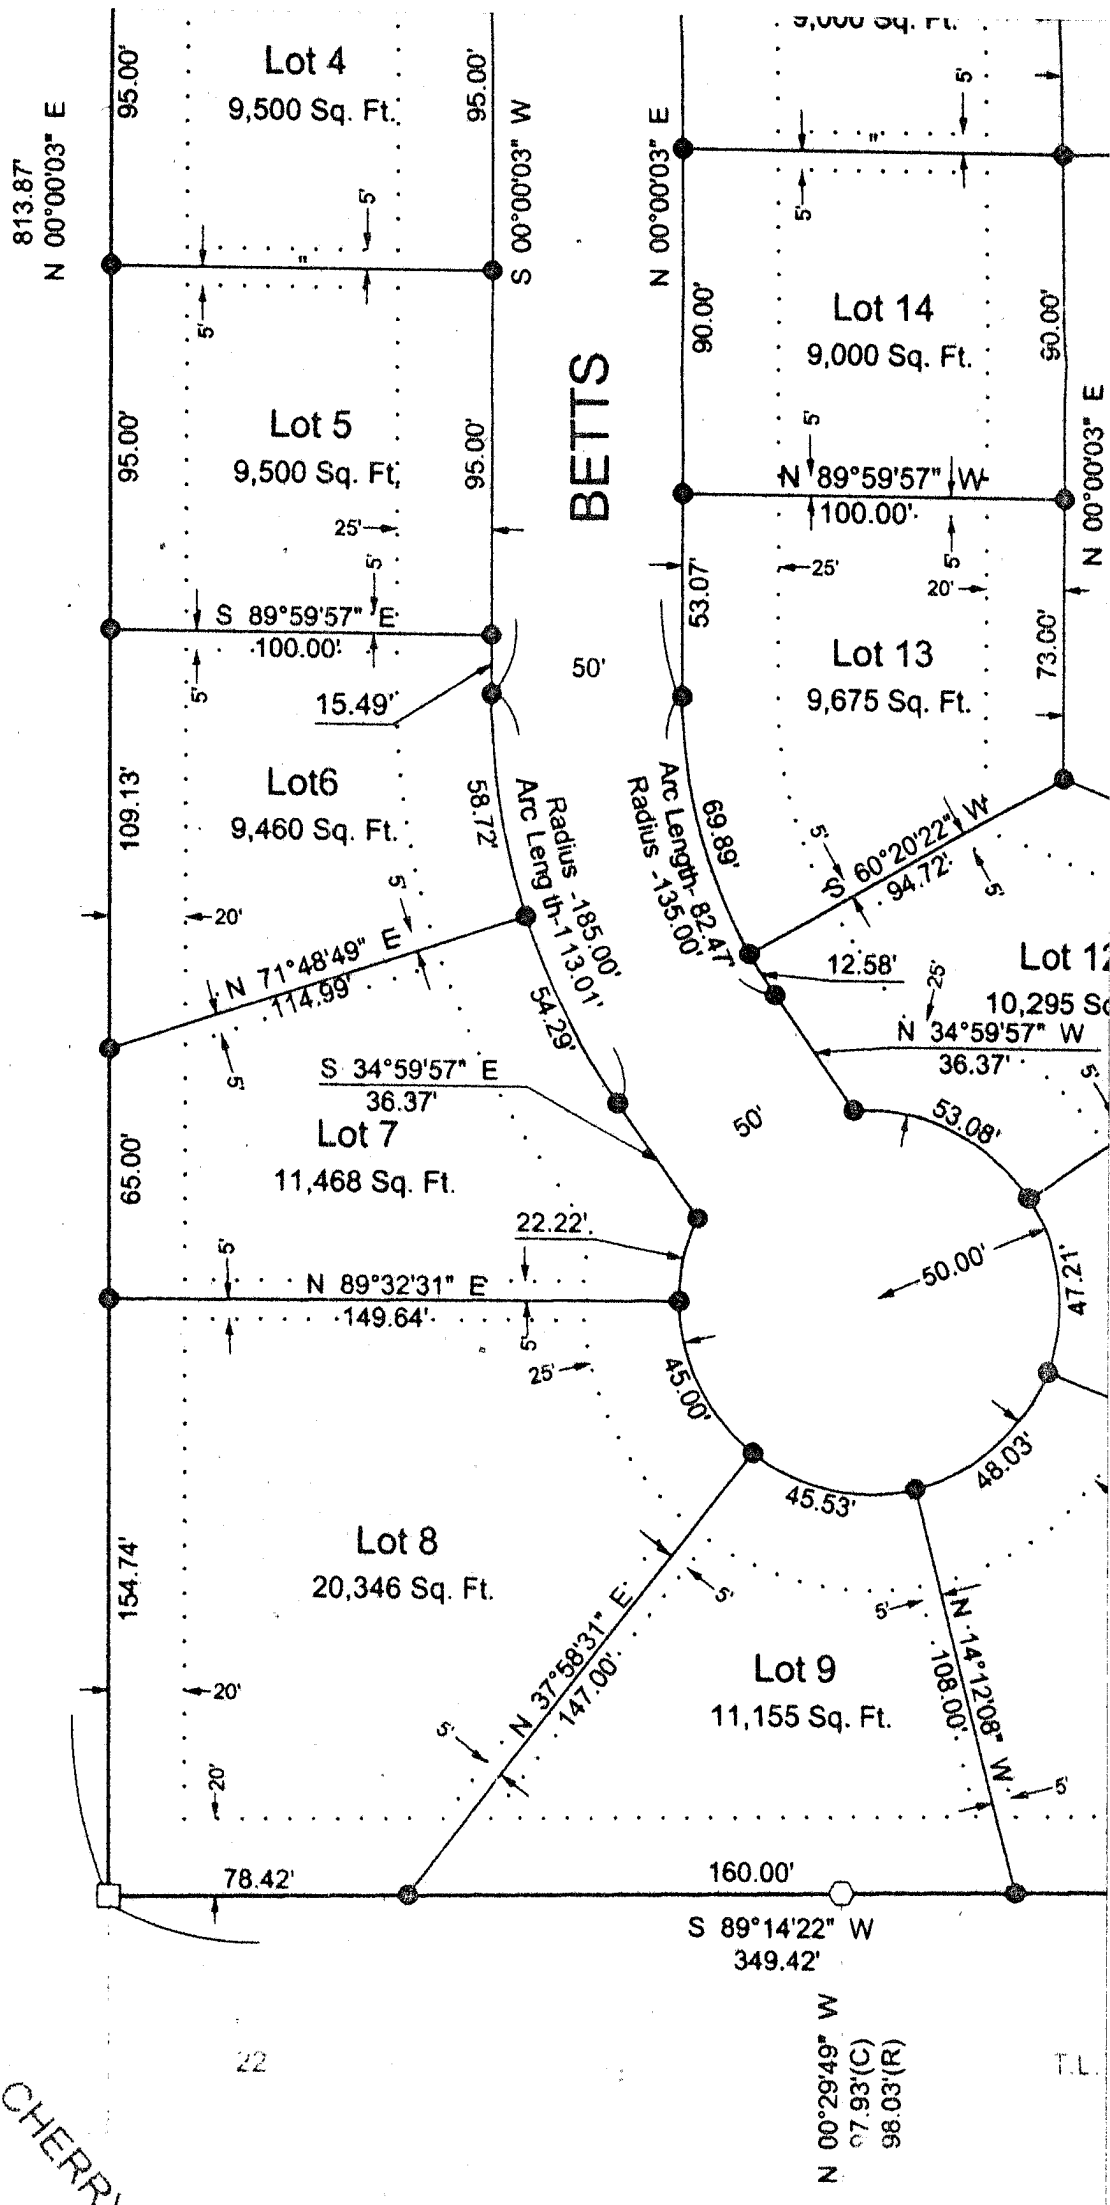 9,000 Sq. Ft.
Lot 4
9,500 Sq. Ft.
95.00'
95.00'
813.87'
N 00°00'03" E
S 00°00'03" W
N 00°00'03" E
5'
5'
"
5'
5'
"
Lot 14
9,000 Sq. Ft.
90.00'
90.00'
BETTS
Lot 5
9,500 Sq. Ft.
95.00'
95.00'
25'
5'
5'
N 89°59'57" W
100.00'
5'
25'
20'
N 00°00'03" E
S 89°59'57" E
100.00'
5'
5'
15.49'
50'
53.07'
Lot 13
9,675 Sq. Ft.
73.00'
Lot6
9,460 Sq. Ft.
109.13'
58.72'
Radius -185.00'
Arc Length-113.01'
69.89'
Arc Length- 82.47'
Radius -135.00'
5'
S 60°20'22" W
94.72'
5'
20'
5'
N 71°48'49" E
114.99'
5'
54.29'
12.58'
25'
Lot 12
10,295 Sq
N 34°59'57" W
36.37'
5'
S 34°59'57" E
36.37'
Lot 7
11,468 Sq. Ft.
65.00'
50'
53.08'
22.22'
5'
N 89°32'31" E
149.64'
5'
25'
50.00'
47.21'
45.00'
45.53'
48.03'
Lot 8
20,346 Sq. Ft.
154.74'
N 37°58'31" E
147.00'
5'
5'
5'
N 14°12'08" W
108.00'
5'
Lot 9
11,155 Sq. Ft.
20'
20'
78.42'
160.00'
S 89°14'22" W
349.42'
N 00°29'49" W
97.93'(C)
98.03'(R)
22
T.L.
CHERRY